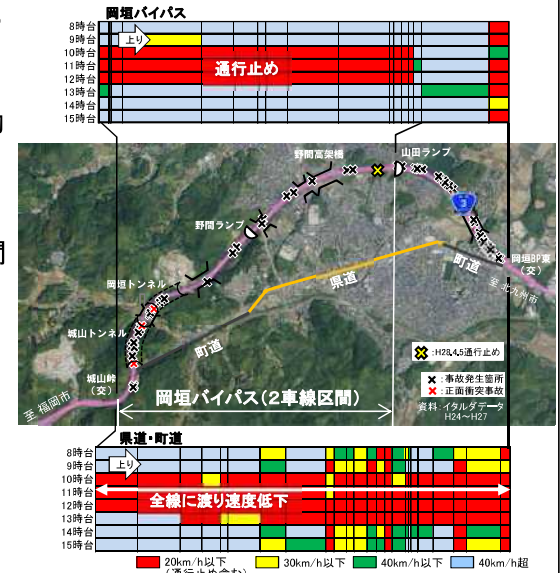 岡垣バイパス
8時台
9時台
10時台
11時台
12時台
13時台
14時台
15時台
上り
通行止め
野間高架橋
山田ランプ
3
野間ランプ
岡垣BP東
(交)
至 北九州市
町道
県道
岡垣トンネル
城山トンネル
町道
城山峠
(交)
至 福岡市
岡垣バイパス(2車線区間)
:H28.4.5通行止め
:事故発生箇所
:正面衝突事故
資料:イタルダデータ
H24~H27
間
県道・町道
8時台
9時台
10時台
11時台
12時台
13時台
14時台
15時台
上り
全線に渡り速度低下
20km/h以下
(通行止め含む)
30km/h以下
40km/h以下
40km/h超